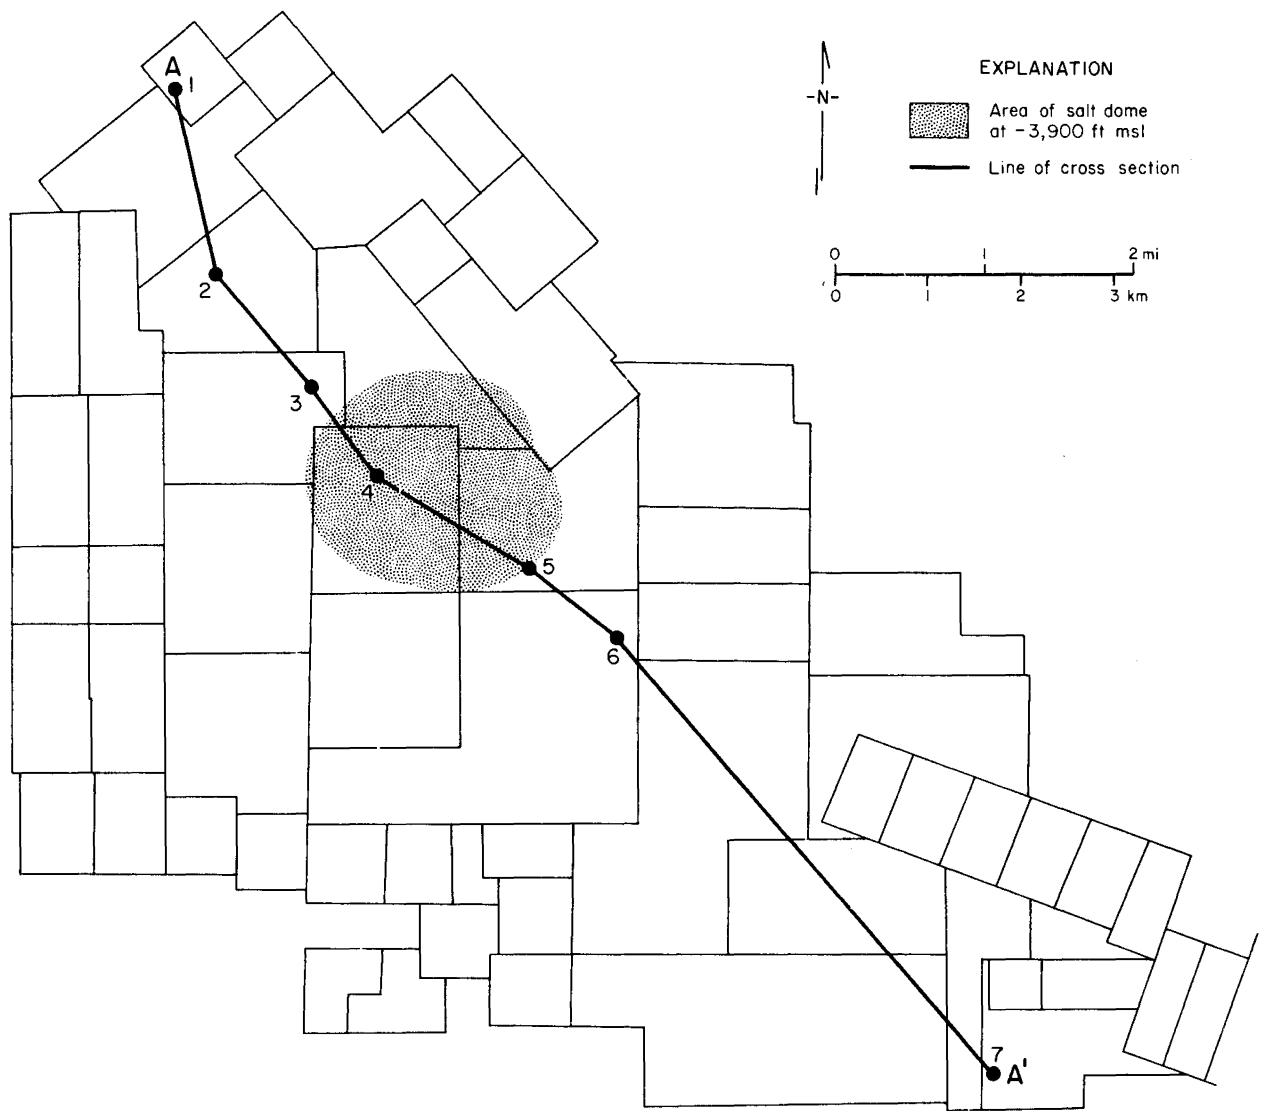 A
1
2
3
4
5
6
7
A'
-N-
EXPLANATION
Area of salt dome
at -3,900 ft msl
Line of cross section
0 1 2 mi
0 1 2 3 km